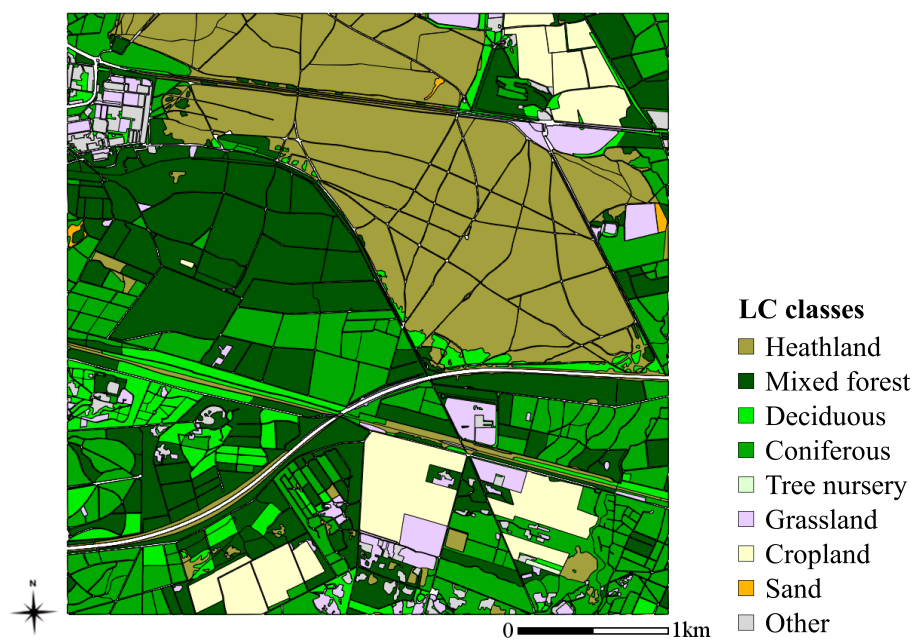 LC classes
Heathland
Mixed forest
Deciduous
Coniferous
Tree nursery
Grassland
Cropland
Sand
Other
N
0 1km